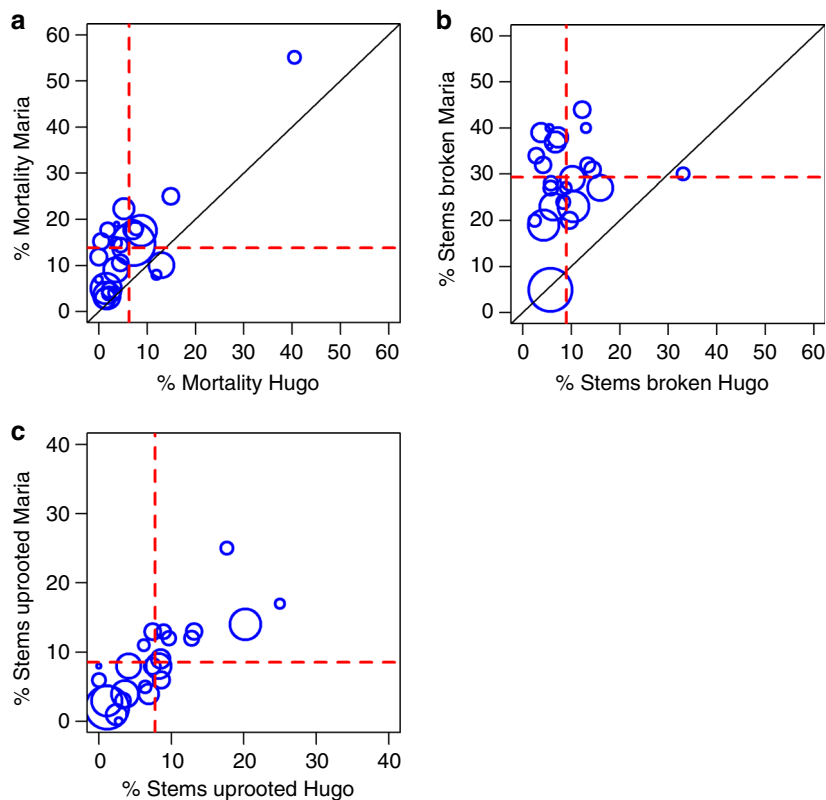 a
60
50
40
30
20
10
0
% Mortality Maria
0 10 20 30 40 50 60
% Mortality Hugo
b
60
50
40
30
20
10
0
% Stems broken Maria
0 10 20 30 40 50 60
% Stems broken Hugo
c
40
30
20
10
0
% Stems uprooted Maria
0 10 20 30 40
% Stems uprooted Hugo